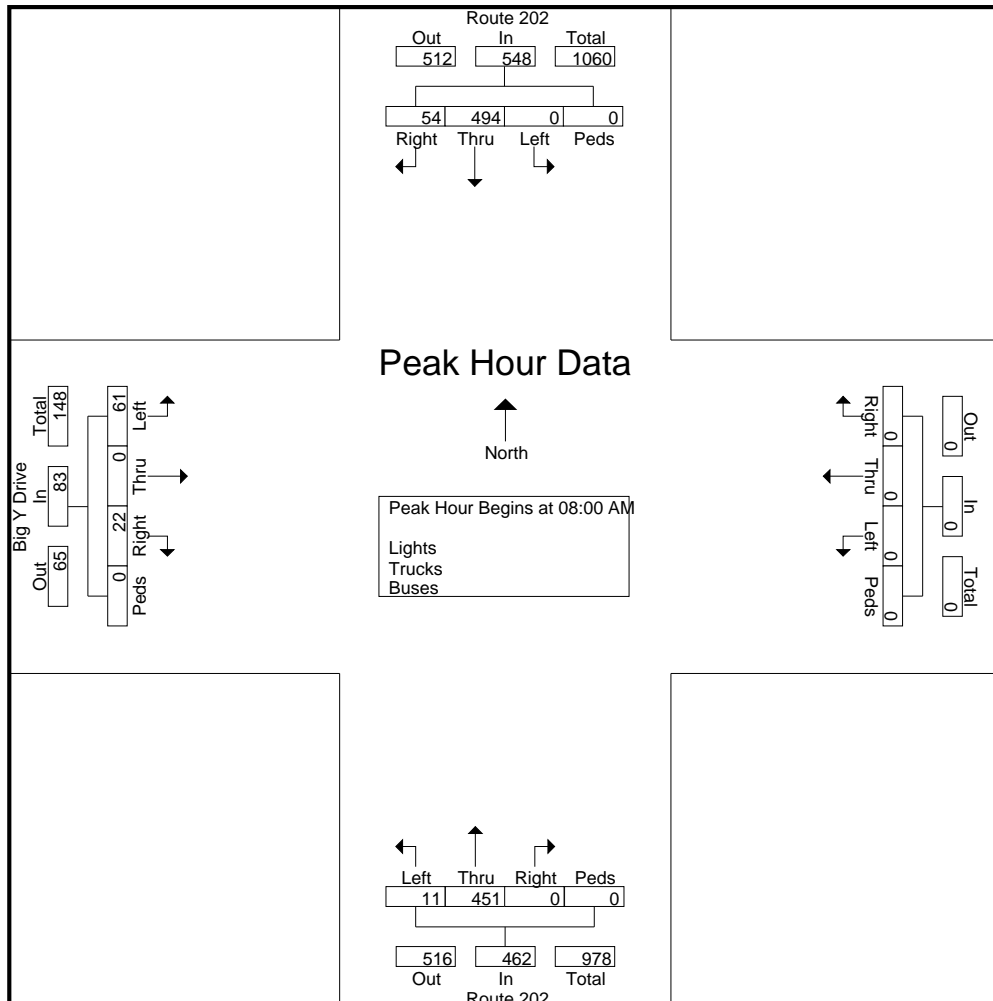 Route 202
Out In Total
512 548 1060
54 494 0 0
Right Thru Left Peds
Peak Hour Data
North
Peak Hour Begins at 08:00 AM
Lights
Trucks
Buses
Big Y Drive
Out In Total
65 83 148
61 0 22 0
Left Thru Right Peds
Out In Total
0 0 0
Right Thru Left Peds
0 0 0 0
Left Thru Right Peds
11 451 0 0
516 462 978
Out In Total
Route 202